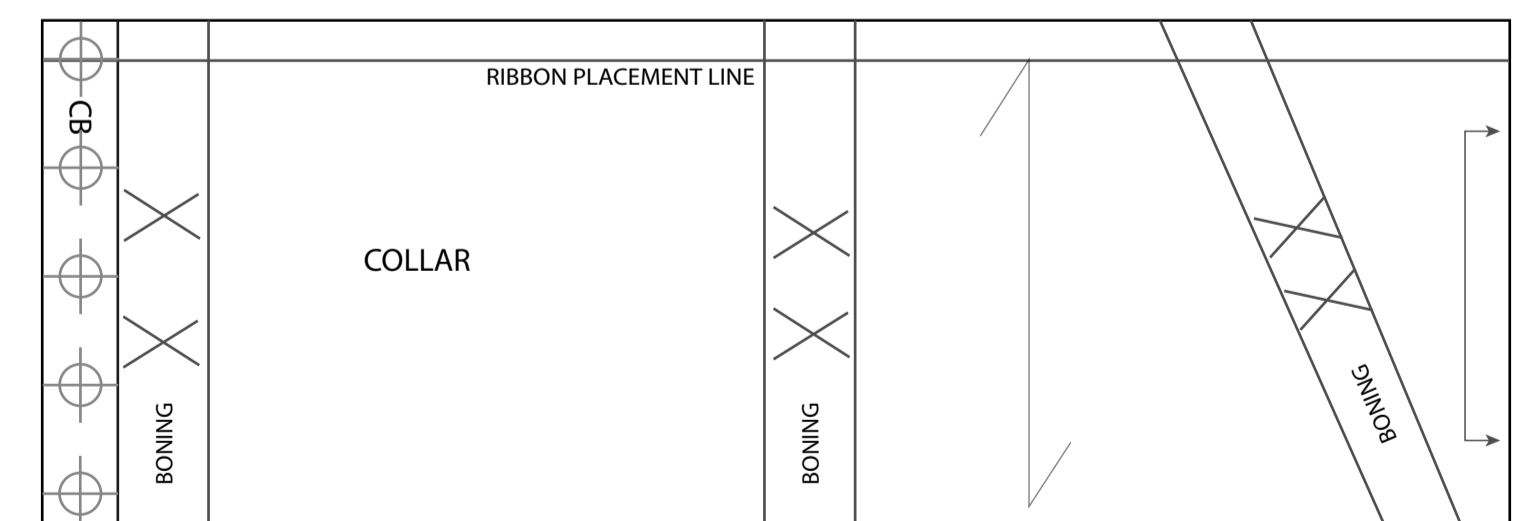 RIBBON PLACEMENT LINE
CB
COLLAR
BONING
BONING
BONING